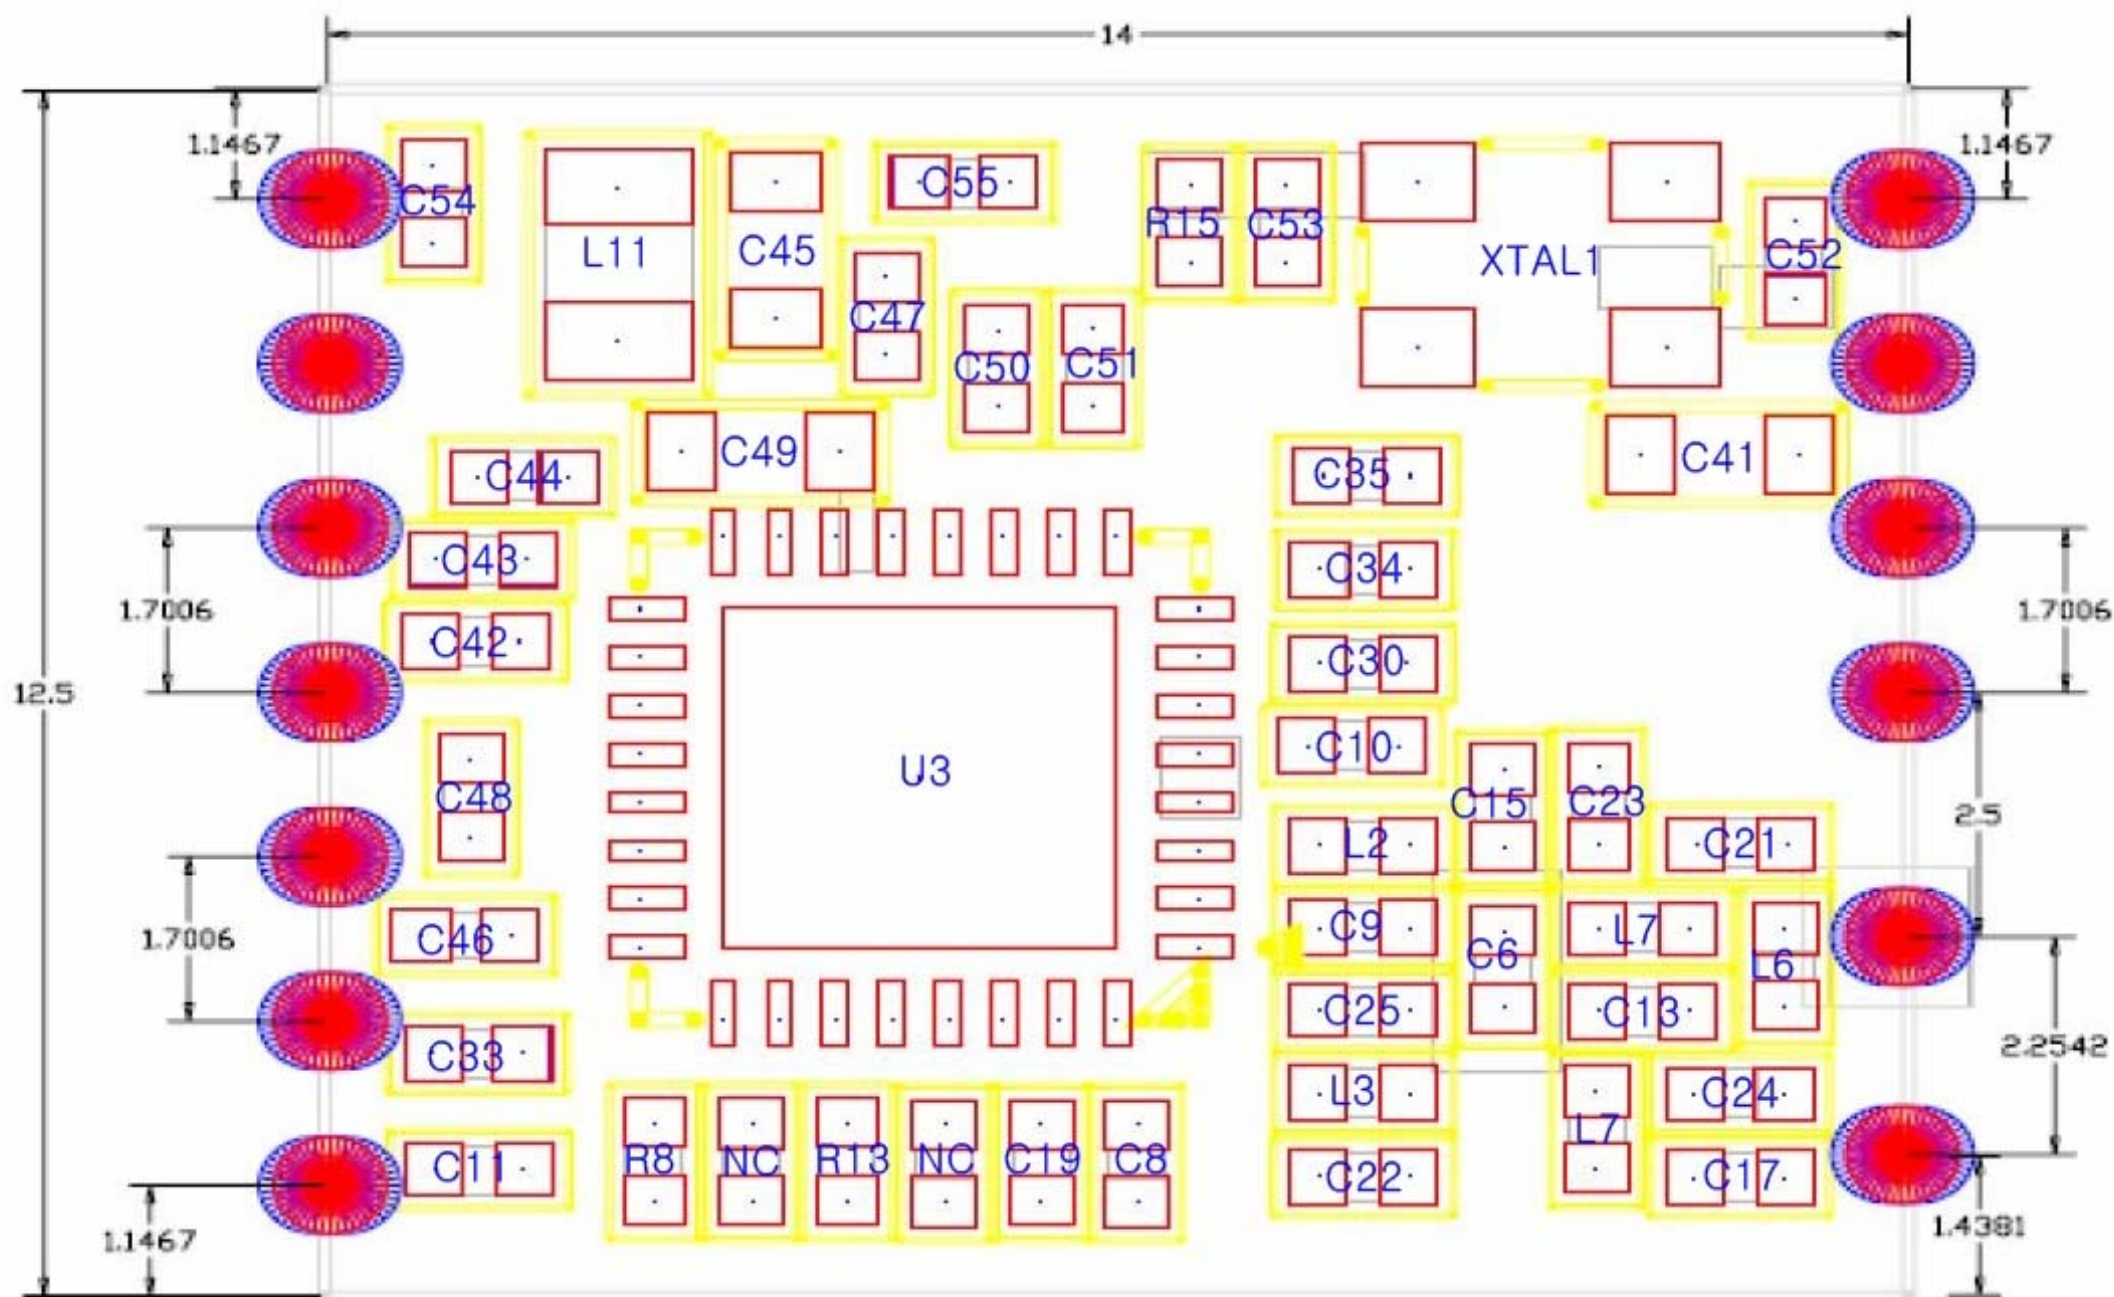 14
1.1467
1.1467
C54
L11
C45
C55
R15
C53
XTAL1
C52
C47
C50
C51
C44
C49
C35
C41
C43
C34
1.7006
1.7006
C42
C30
12.5
C10
U3
C48
C15
C23
2.5
L2
C21
C46
C9
C6
L7
L6
1.7006
C25
C13
C33
2.2542
L3
C24
L7
C11
R8
NC
R13
NC
C19
C8
C22
C17
1.1467
1.4381